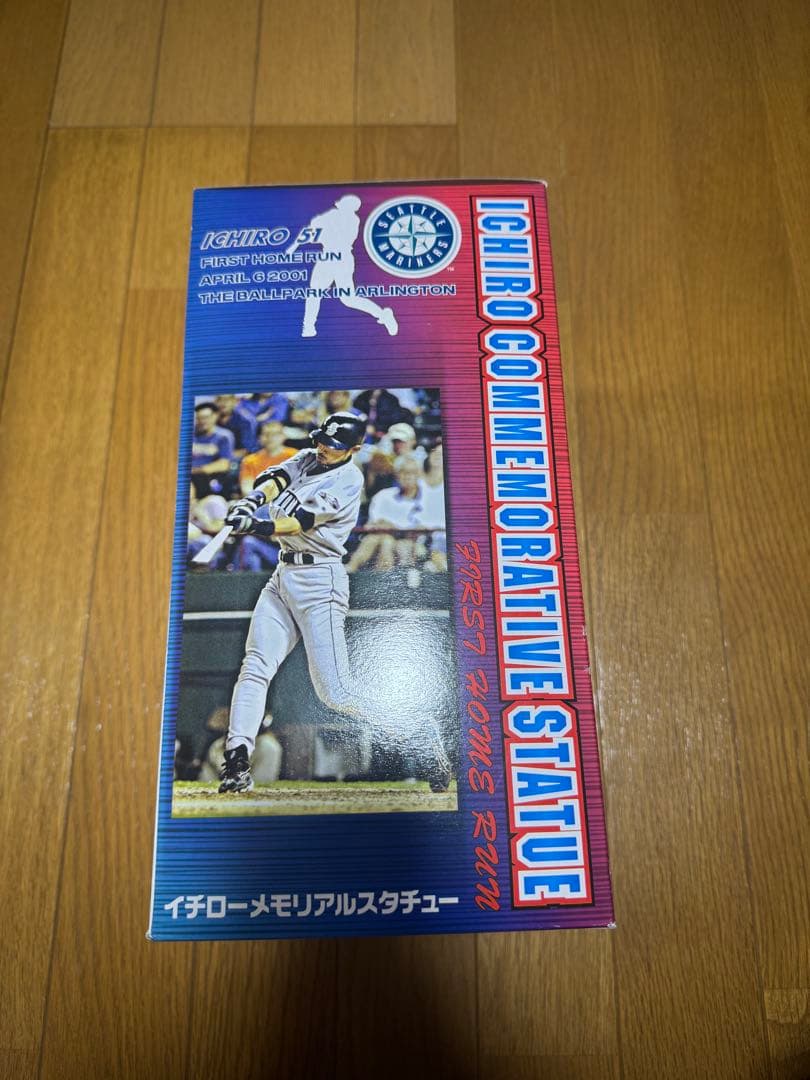 ICHIRO 51
FIRST HOME RUN
APRIL 6 2001
THE BALLPARK IN ARLINGTON
SEATTLE
MARINERS
TM
ICHIRO COMMEMORATIVE STATUE
FIRST HOME RUN
イチローメモリアルスタチュー